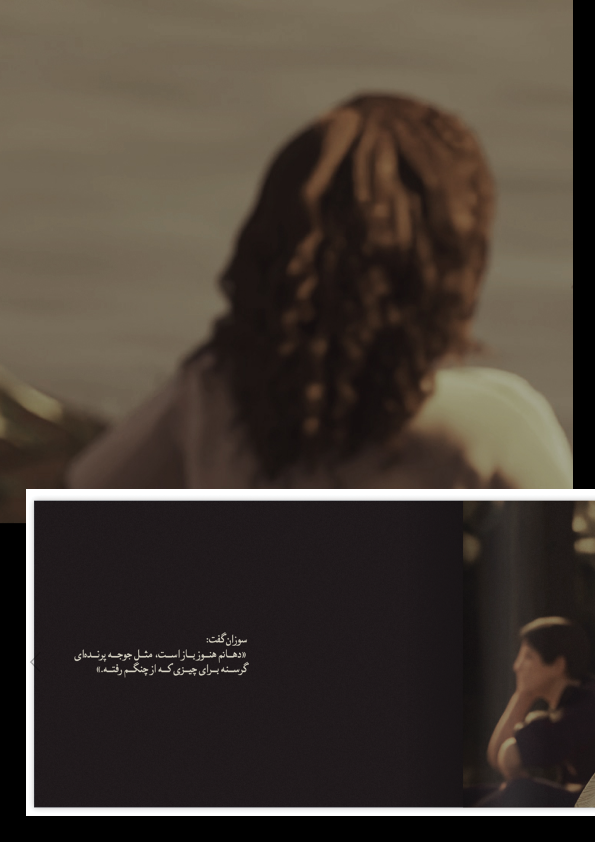 سوزان گفت:
«دهانم هنوز باز است، مثل جوجه پرنده‌ای
گرسنه برای چیزی که از چنگم رفته.»